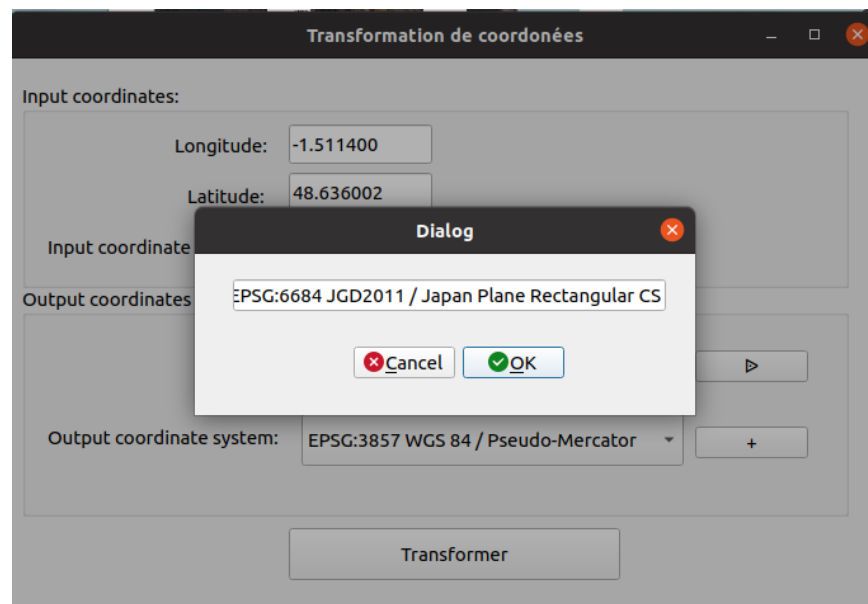 Transformation de coordonées
Input coordinates:
Longitude: -1.511400
Latitude: 48.636002
Input coordinate
Dialog
EPSG:6684 JGD2011 / Japan Plane Rectangular CS
Cancel OK
Output coordinates
Output coordinate system: EPSG:3857 WGS 84 / Pseudo-Mercator +
Transformer